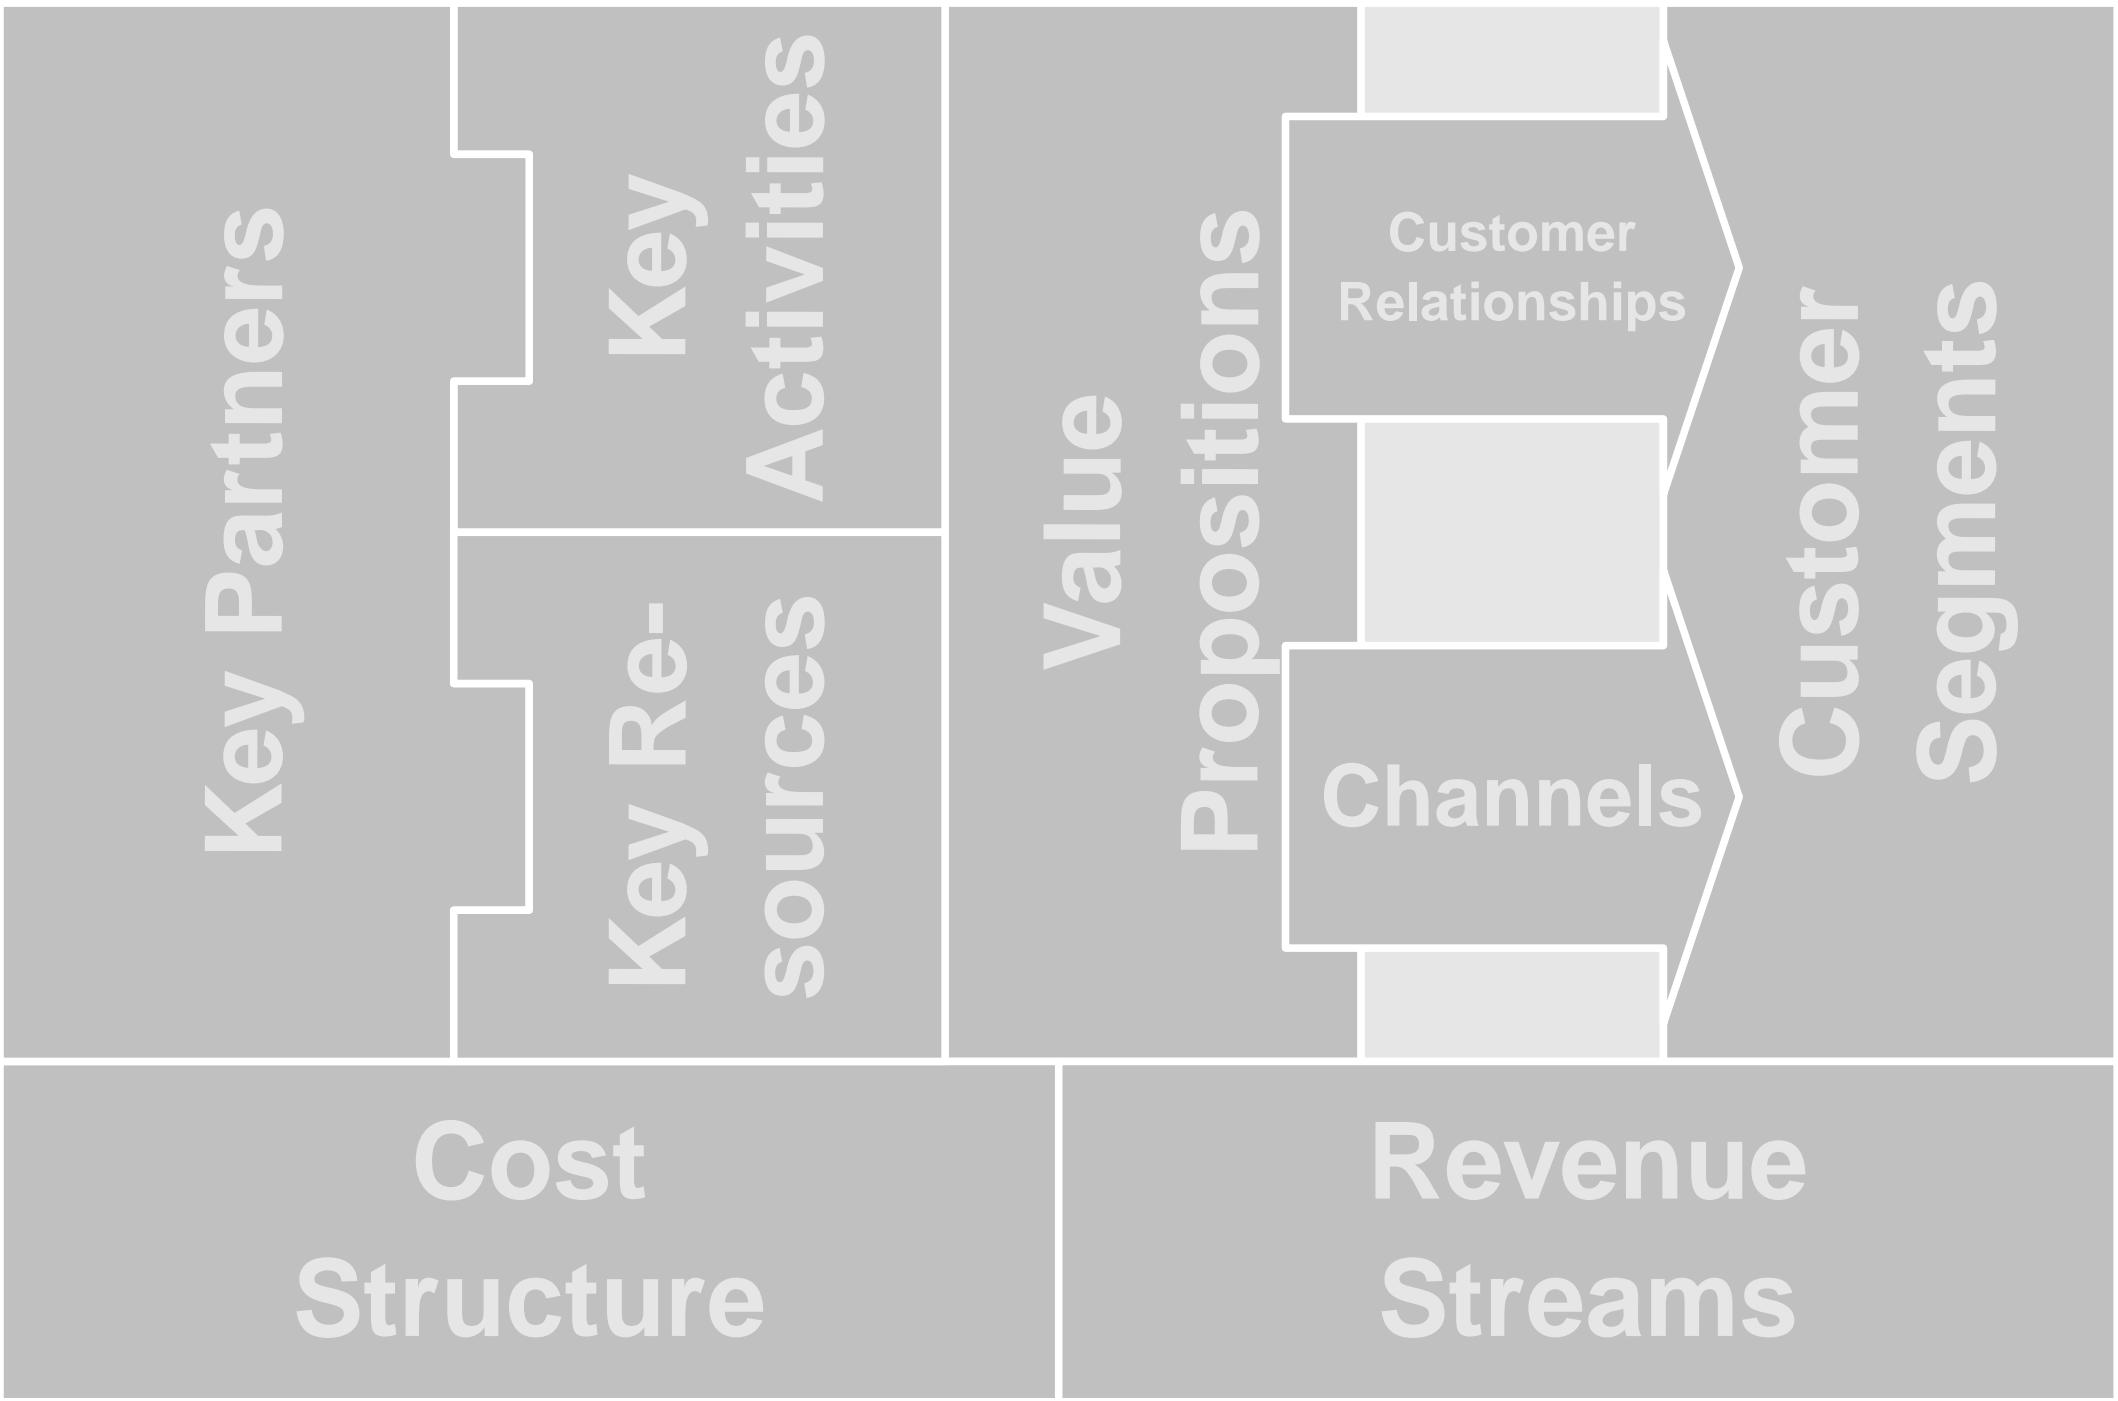 Key Partners
Key
Activities
Key Re-
sources
Value
Propositions
Customer
Relationships
Channels
Customer
Segments
Cost
Structure
Revenue
Streams